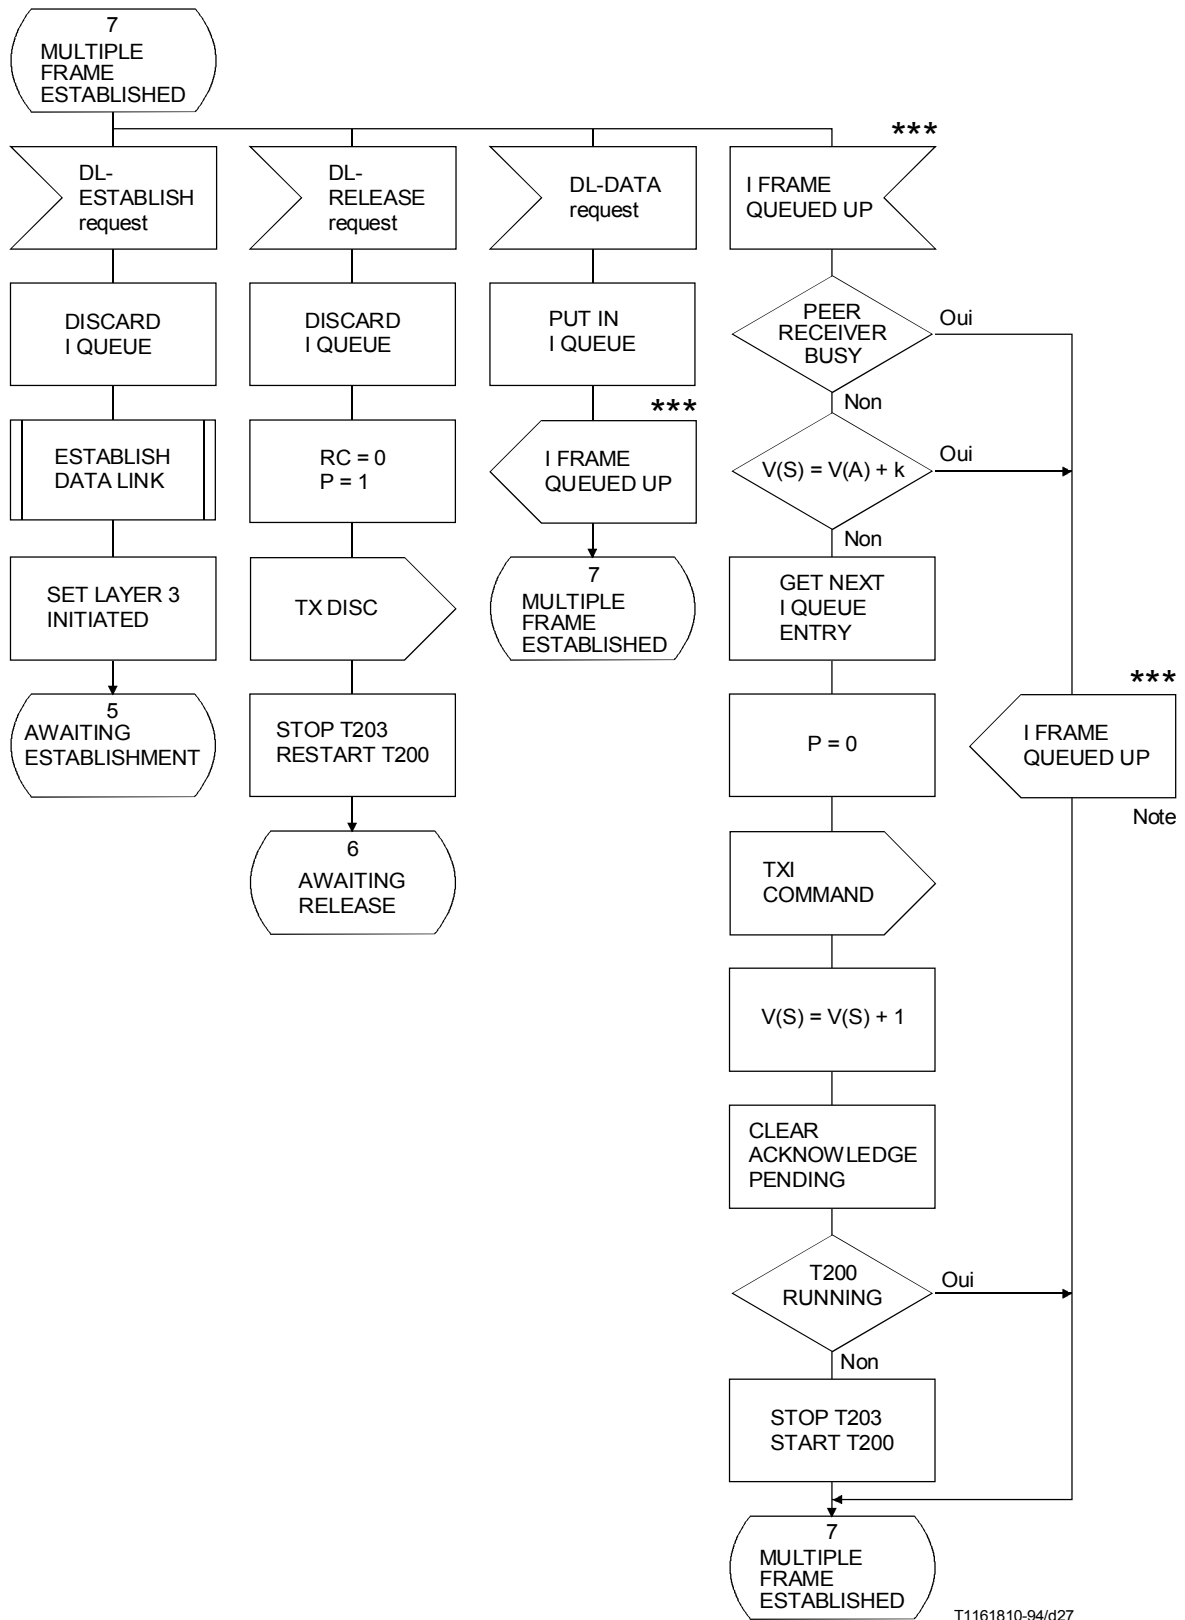 7
MULTIPLE
FRAME
ESTABLISHED
DL-
ESTABLISH
request
DISCARD
I QUEUE
ESTABLISH
DATA LINK
SET LAYER 3
INITIATED
5
AWAITING
ESTABLISHMENT
DL-
RELEASE
request
DISCARD
I QUEUE
RC = 0
P = 1
TX DISC
STOP T203
RESTART T200
6
AWAITING
RELEASE
DL-DATA
request
PUT IN
I QUEUE
***
I FRAME
QUEUED UP
7
MULTIPLE
FRAME
ESTABLISHED
***
I FRAME
QUEUED UP
PEER
RECEIVER
BUSY
Oui
Non
V(S) = V(A) + k
Oui
Non
GET NEXT
I QUEUE
ENTRY
P = 0
***
I FRAME
QUEUED UP
Note
TXI
COMMAND
V(S) = V(S) + 1
CLEAR
ACKNOWLEDGE
PENDING
T200
RUNNING
Oui
Non
STOP T203
START T200
7
MULTIPLE
FRAME
ESTABLISHED
T1161810-94/d27